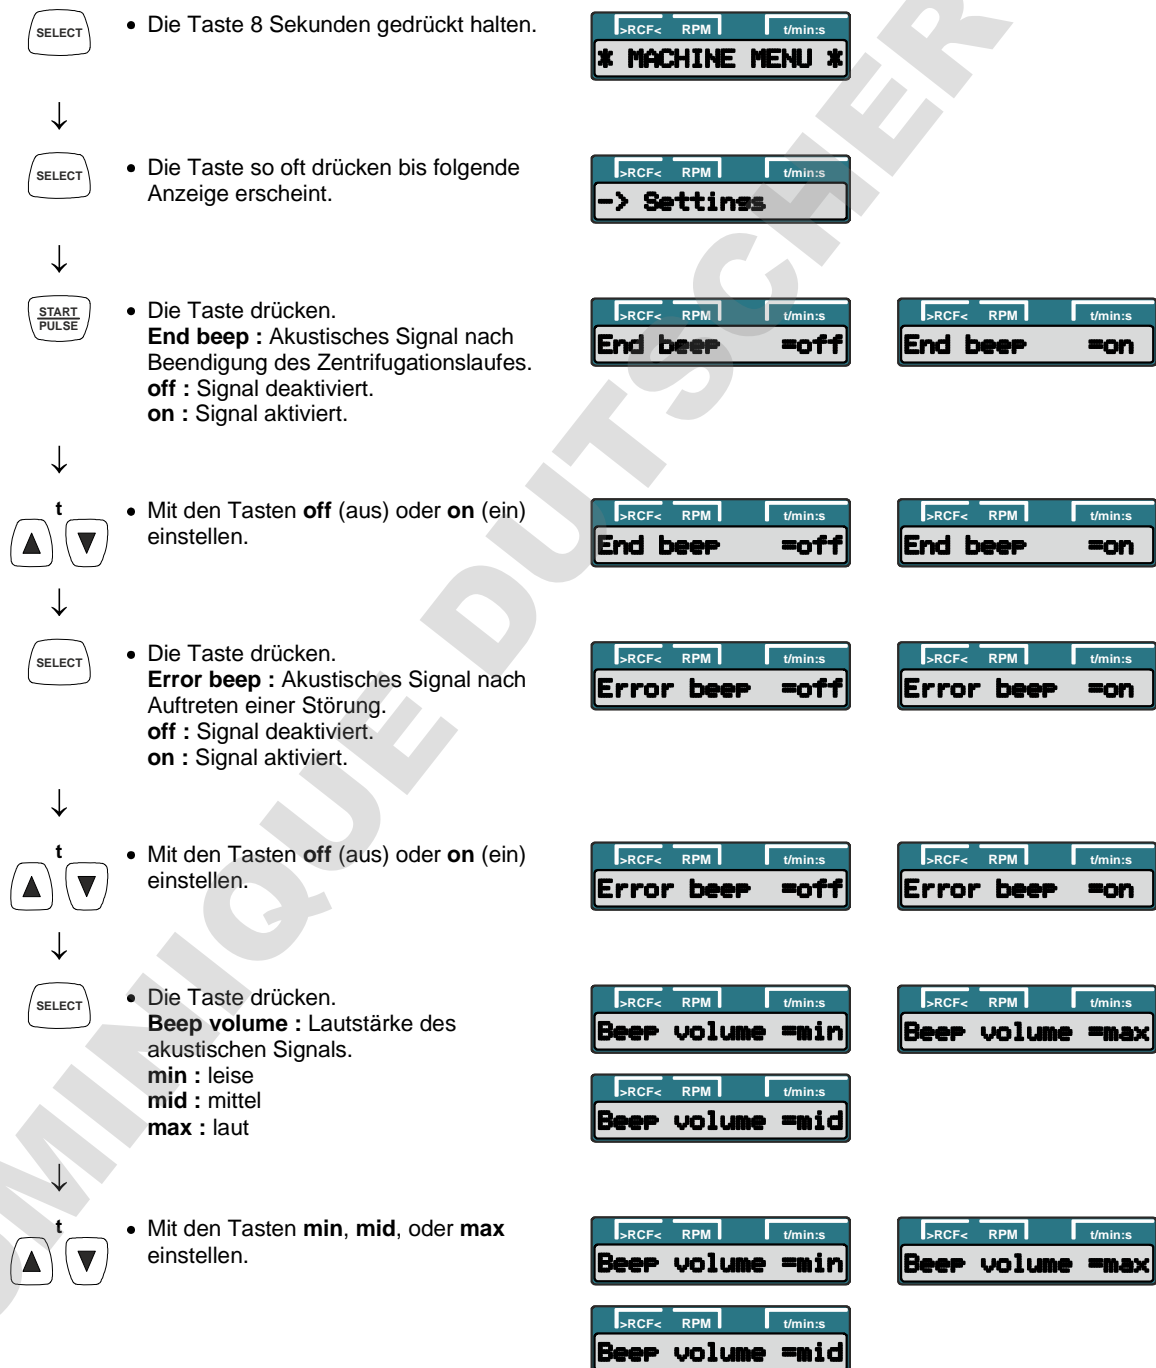 SELECT
• Die Taste 8 Sekunden gedrückt halten.
>RCF< RPM t/min:s
* MACHINE MENU *
↓
SELECT
• Die Taste so oft drücken bis folgende
Anzeige erscheint.
>RCF< RPM t/min:s
-> Settings
↓
START
PULSE
• Die Taste drücken.
End beep : Akustisches Signal nach
Beendigung des Zentrifugationslaufes.
off : Signal deaktiviert.
on : Signal aktiviert.
>RCF< RPM t/min:s
End beep =off
>RCF< RPM t/min:s
End beep =on
↓
t
▲ ▼
• Mit den Tasten off (aus) oder on (ein)
einstellen.
>RCF< RPM t/min:s
End beep =off
>RCF< RPM t/min:s
End beep =on
↓
SELECT
• Die Taste drücken.
Error beep : Akustisches Signal nach
Auftreten einer Störung.
off : Signal deaktiviert.
on : Signal aktiviert.
>RCF< RPM t/min:s
Error beep =off
>RCF< RPM t/min:s
Error beep =on
↓
t
▲ ▼
• Mit den Tasten off (aus) oder on (ein)
einstellen.
>RCF< RPM t/min:s
Error beep =off
>RCF< RPM t/min:s
Error beep =on
↓
SELECT
• Die Taste drücken.
Beep volume : Lautstärke des
akustischen Signals.
min : leise
mid : mittel
max : laut
>RCF< RPM t/min:s
Beep volume =min
>RCF< RPM t/min:s
Beep volume =max
>RCF< RPM t/min:s
Beep volume =mid
↓
t
▲ ▼
• Mit den Tasten min, mid, oder max
einstellen.
>RCF< RPM t/min:s
Beep volume =min
>RCF< RPM t/min:s
Beep volume =max
>RCF< RPM t/min:s
Beep volume =mid
OMINIQUE DUTSCHER